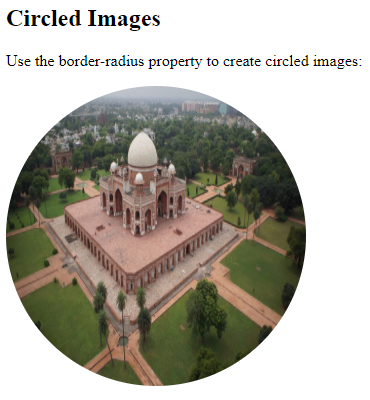 Circled Images
Use the border-radius property to create circled images: